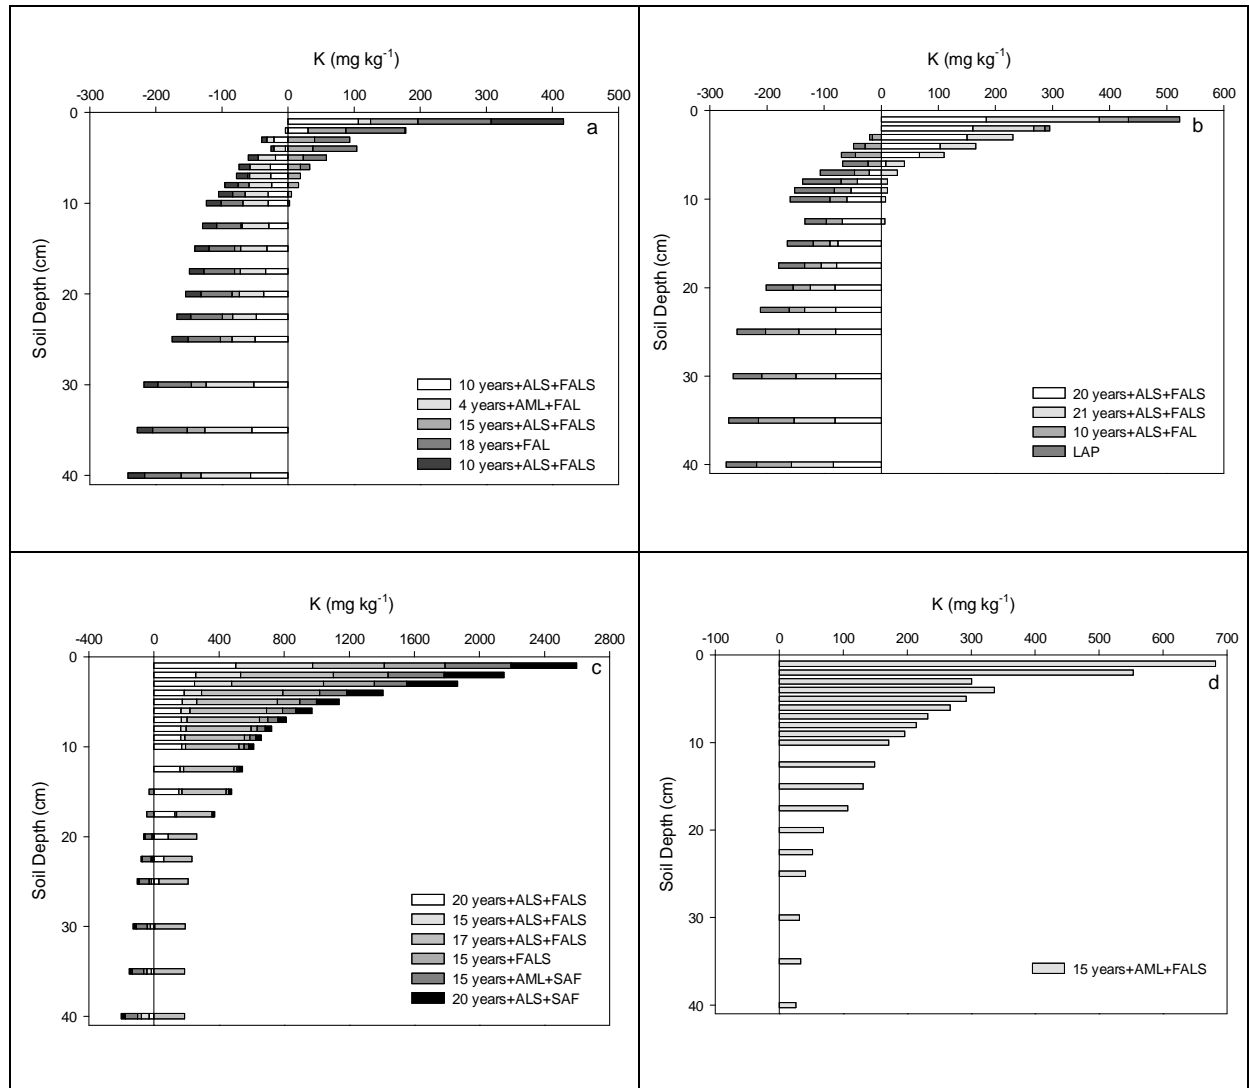 K (mg kg⁻¹)
-300 -200 -100 0 100 200 300 400 500
0
10
20
30
40
Soil Depth (cm)
a
10 years+ALS+FALS
4 years+AML+FAL
15 years+ALS+FALS
18 years+FAL
10 years+ALS+FALS
K (mg kg⁻¹)
-300 -200 -100 0 100 200 300 400 500 600
0
10
20
30
40
Soil Depth (cm)
b
20 years+ALS+FALS
21 years+ALS+FALS
10 years+ALS+FAL
LAP
K (mg kg⁻¹)
-400 0 400 800 1200 1600 2000 2400 2800
0
10
20
30
40
Soil Depth (cm)
c
20 years+ALS+FALS
15 years+ALS+FALS
17 years+ALS+FALS
15 years+FALS
15 years+AML+SAF
20 years+ALS+SAF
K (mg kg⁻¹)
-100 0 100 200 300 400 500 600 700
0
10
20
30
40
Soil Depth (cm)
d
15 years+AML+FALS